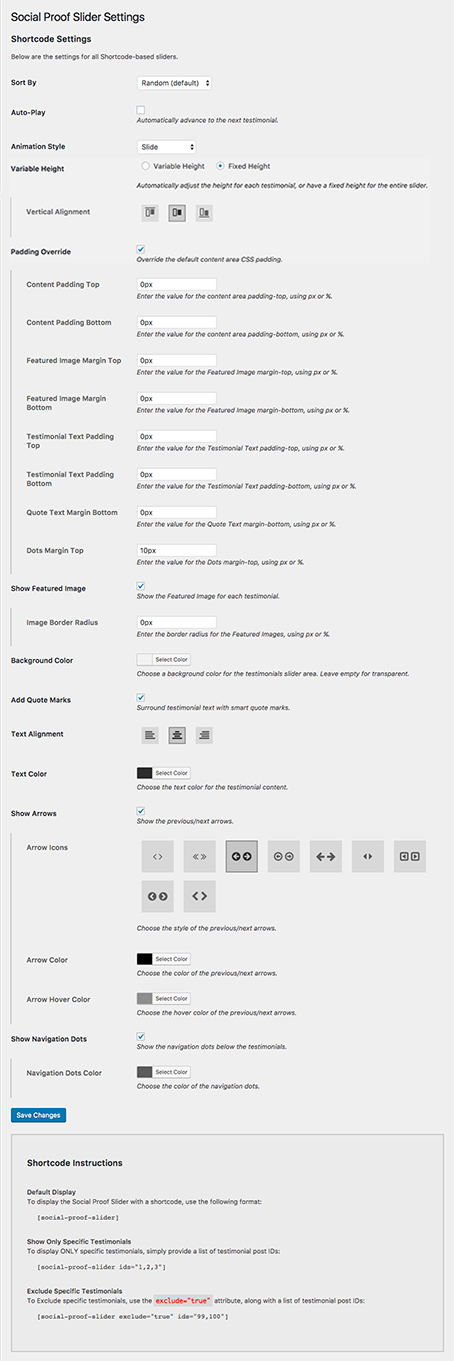 Social Proof Slider Settings
Shortcode Settings
Below are the settings for all Shortcode-based sliders.
Sort By
Random (default)
Auto-Play
Automatically advance to the next testimonial.
Animation Style
Slide
Variable Height
Variable Height Fixed Height
Automatically adjust the height for each testimonial, or have a fixed height for the entire slider.
Vertical Alignment
Padding Override
Override the default content area CSS padding.
Content Padding Top
0px
Enter the value for the content area padding-top, using px or %.
Content Padding Bottom
0px
Enter the value for the content area padding-bottom, using px or %.
Featured Image Margin Top
0px
Enter the value for the Featured Image margin-top, using px or %.
Featured Image Margin
Bottom
0px
Enter the value for the Featured Image margin-bottom, using px or %.
Testimonial Text Padding
Top
0px
Enter the value for the Testimonial Text padding-top, using px or %.
Testimonial Text Padding
Bottom
0px
Enter the value for the Testimonial Text padding-bottom, using px or %.
Quote Text Margin Bottom
0px
Enter the value for the Quote Text margin-bottom, using px or %.
Dots Margin Top
10px
Enter the value for the Dots margin-top, using px or %.
Show Featured Image
Show the Featured Image for each testimonial.
Image Border Radius
0px
Enter the border radius for the Featured Images, using px or %.
Background Color
Select Color
Choose a background color for the testimonials slider area. Leave empty for transparent.
Add Quote Marks
Surround testimonial text with smart quote marks.
Text Alignment
Text Color
Select Color
Choose the text color for the testimonial content.
Show Arrows
Show the previous/next arrows.
Arrow Icons
Choose the style of the previous/next arrows.
Arrow Color
Select Color
Choose the color of the previous/next arrows.
Arrow Hover Color
Select Color
Choose the hover color of the previous/next arrows.
Show Navigation Dots
Show the navigation dots below the testimonials.
Navigation Dots Color
Select Color
Choose the color of the navigation dots.
Save Changes
Shortcode Instructions
Default Display
To display the Social Proof Slider with a shortcode, use the following format:
[social-proof-slider]
Show Only Specific Testimonials
To display ONLY specific testimonials, simply provide a list of testimonial post IDs:
[social-proof-slider ids="1,2,3"]
Exclude Specific Testimonials
To Exclude specific testimonials, use the exclude="true" attribute, along with a list of testimonial post IDs:
[social-proof-slider exclude="true" ids="99,100"]